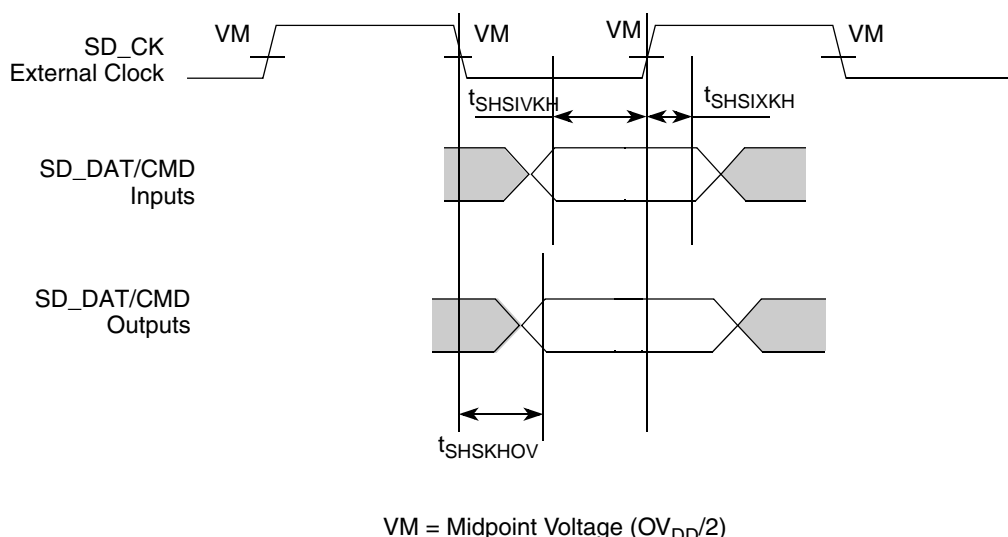 VM VM VM VM
SD_CK
External Clock
tSHSIVKH tSHSIXKH
SD_DAT/CMD
Inputs
SD_DAT/CMD
Outputs
tSHSKHOV
VM = Midpoint Voltage (OVDD/2)